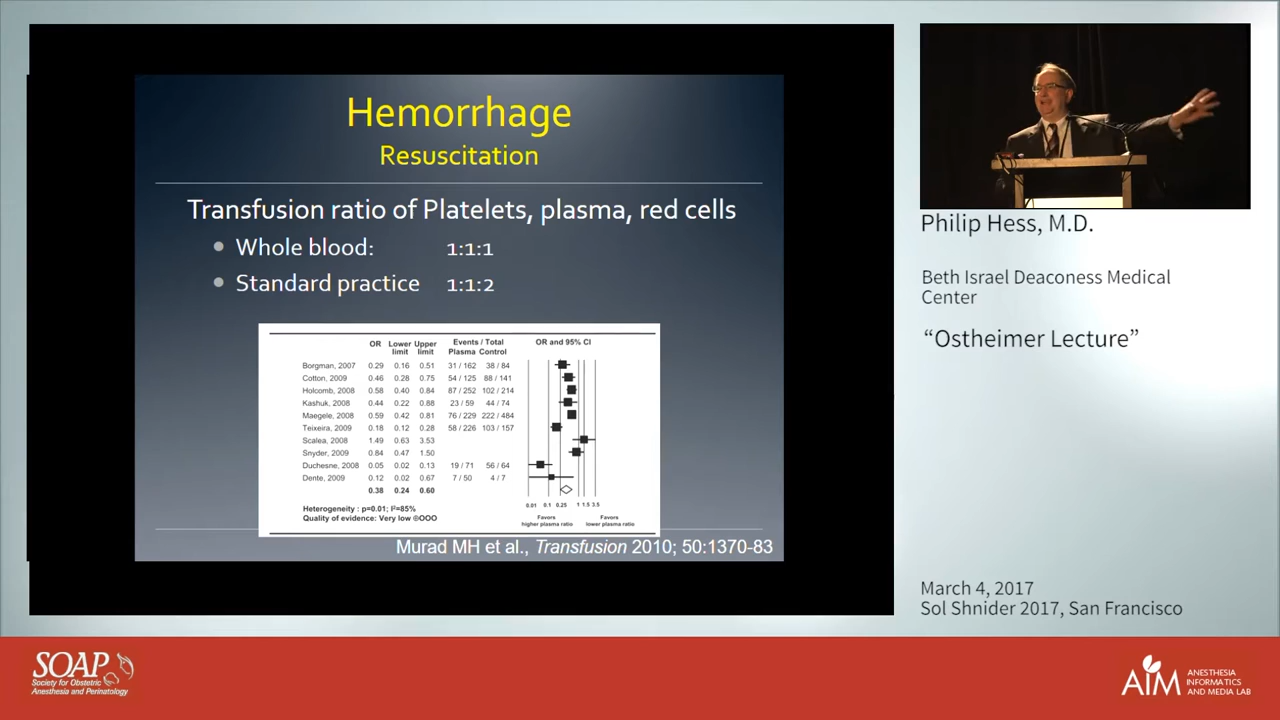 Hemorrhage
Resuscitation
Transfusion ratio of Platelets, plasma, red cells
Whole blood: 1:1:1
Standard practice 1:1:2
OR Lower limit Upper limit Events / Total Plasma Control OR and 95% CI
Borgman, 2007 0.29 0.16 0.51 31 / 162 38 / 84
Cotton, 2009 0.46 0.28 0.75 54 / 125 88 / 141
Holcomb, 2008 0.58 0.40 0.84 87 / 252 102 / 214
Kashuk, 2008 0.44 0.22 0.88 23 / 59 44 / 74
Maegele, 2008 0.59 0.42 0.81 76 / 229 222 / 484
Teixeira, 2009 0.18 0.12 0.28 58 / 226 103 / 157
Scalea, 2008 1.49 0.63 3.53
Snyder, 2009 0.84 0.47 1.50
Duchesne, 2008 0.05 0.02 0.13 19 / 71 56 / 64
Dente, 2009 0.12 0.02 0.67 7 / 50 4 / 7
0.38 0.24 0.60
0.01 0.1 0.25 1 1.5 3.5
Heterogeneity : p=0.01; I²=85%
Quality of evidence: Very low ⊕OOO
Favors higher plasma ratio
Favors lower plasma ratio
Murad MH et al., Transfusion 2010; 50:1370-83
Philip Hess, M.D.
Beth Israel Deaconess Medical
Center
“Ostheimer Lecture”
March 4, 2017
Sol Shnider 2017, San Francisco
SOAP
Society for Obstetric
Anesthesia and Perinatology
AIM
ANESTHESIA
INFORMATICS
AND MEDIA LAB